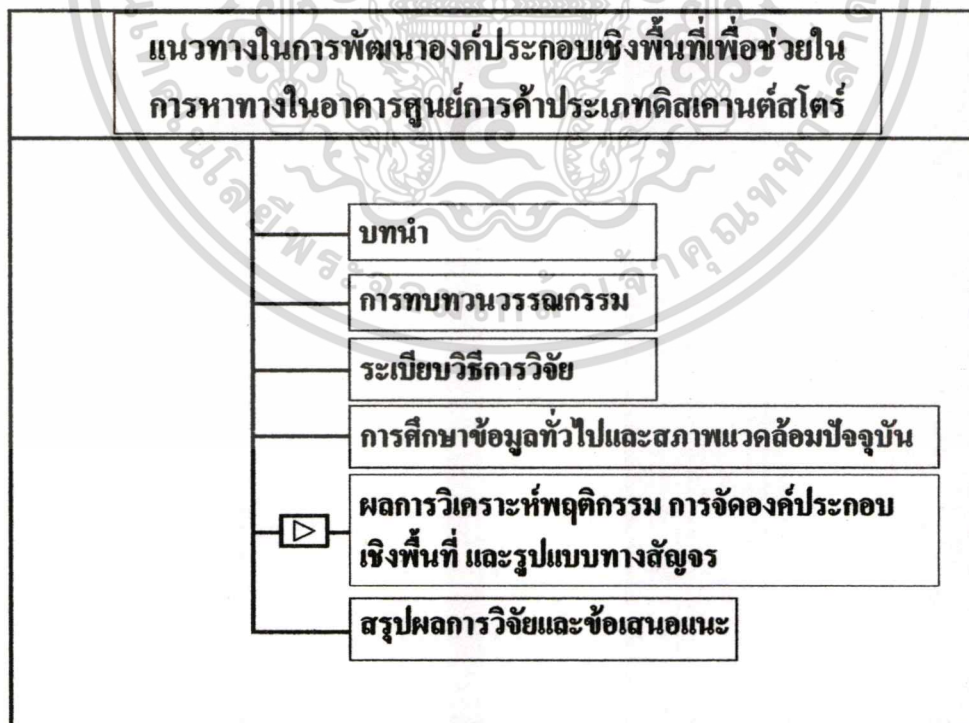 แนวทางในการพัฒนาองค์ประกอบเชิงพื้นที่เพื่อช่วยใน
การหาทางในอาคารศูนย์การค้าประเภทดิสเคานต์สโตร์
บทนำ
การทบทวนวรรณกรรม
ระเบียบวิธีการวิจัย
การศึกษาข้อมูลทั่วไปและสภาพแวดล้อมปัจจุบัน
ผลการวิเคราะห์พฤติกรรม การจัดองค์ประกอบ
เชิงพื้นที่ และรูปแบบทางสัญจร
สรุปผลการวิจัยและข้อเสนอแนะ